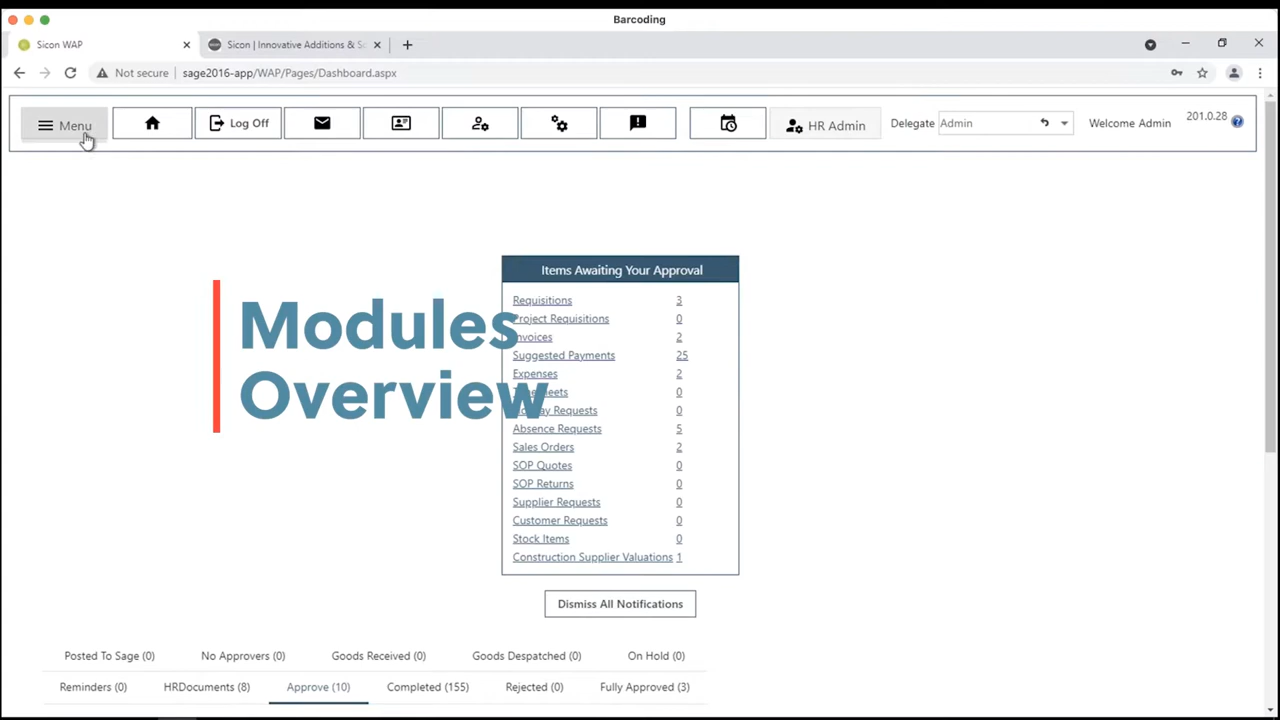 Barcoding
Sicon WAP
Sicon | Innovative Additions & S
Not secure
sage2016-app/WAP/Pages/Dashboard.aspx
Menu
Log Off
HR Admin
Delegate
Admin
Welcome Admin
201.0.28
Items Awaiting Your Approval
Requisitions 3
Project Requisitions 0
Invoices 2
Suggested Payments 25
Expenses 2
0
Requests 0
Absence Requests 5
Sales Orders 2
SOP Quotes 0
SOP Returns 0
Supplier Requests 0
Customer Requests 0
Stock Items 0
Construction Supplier Valuations 1
Modules
Overview
Dismiss All Notifications
Posted To Sage (0) No Approvers (0) Goods Received (0) Goods Despatched (0) On Hold (0)
Reminders (0) HRDocuments (8) Approve (10) Completed (155) Rejected (0) Fully Approved (3)